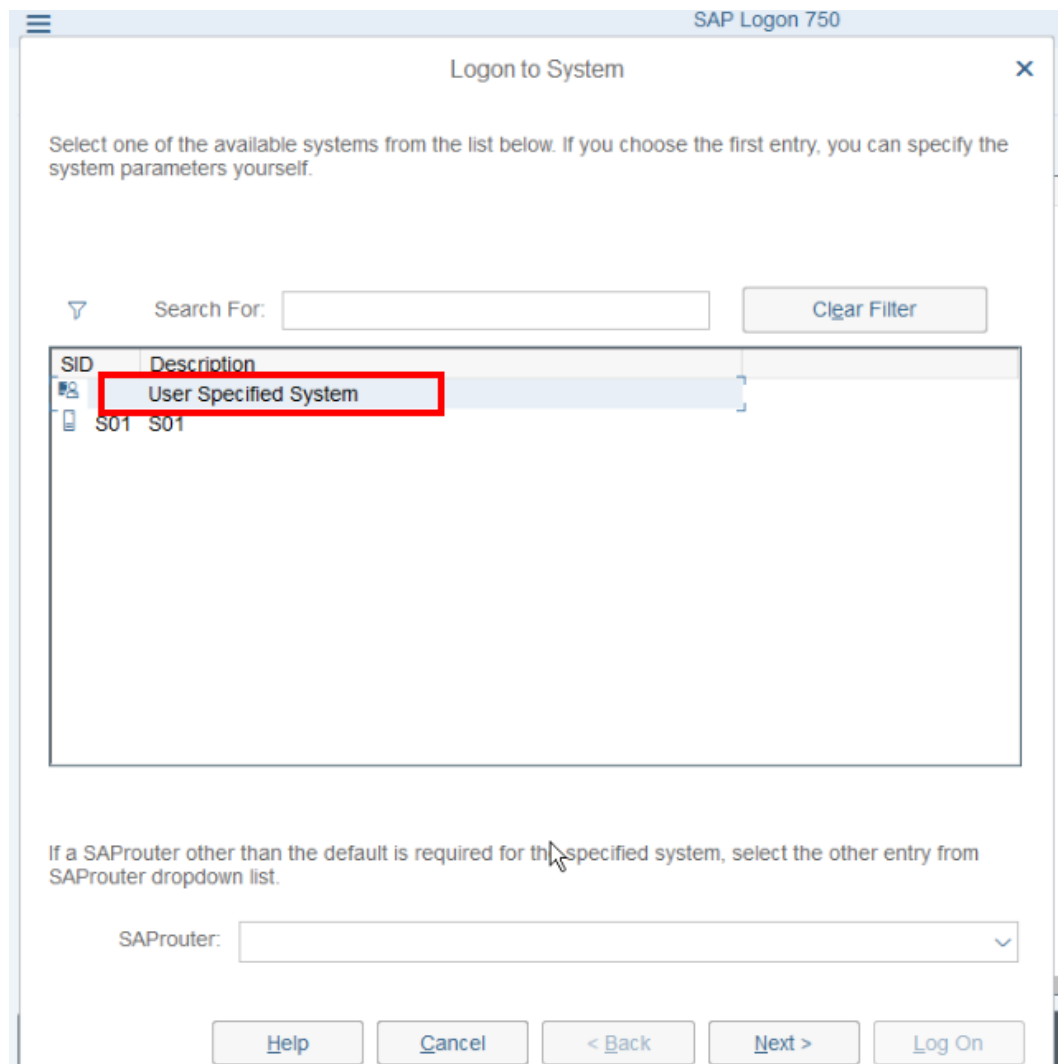 SAP Logon 750
Logon to System
Select one of the available systems from the list below. If you choose the first entry, you can specify the
system parameters yourself.
Search For:
Clear Filter
SID Description
User Specified System
S01 S01
If a SAProuter other than the default is required for the specified system, select the other entry from
SAProuter dropdown list.
SAProuter:
Help Cancel < Back Next > Log On